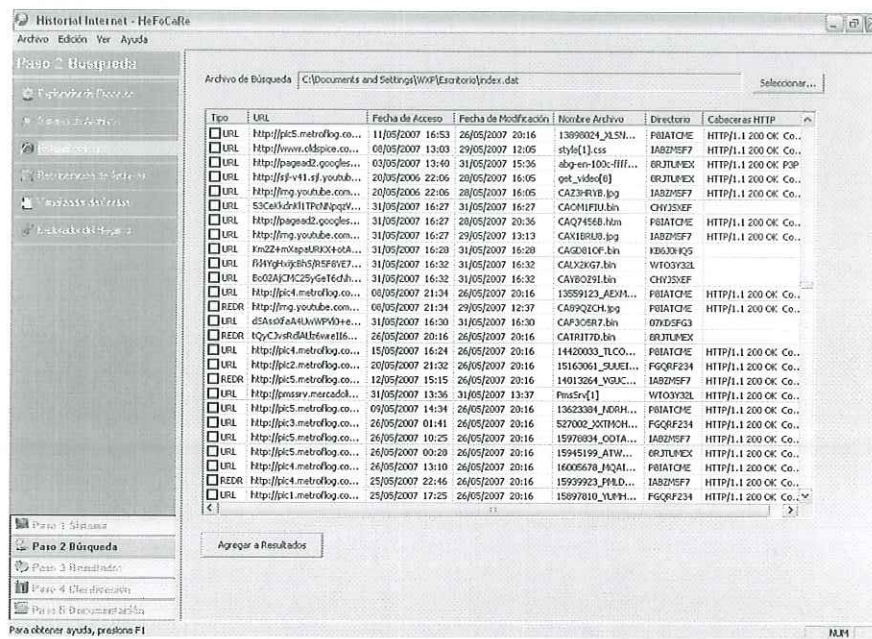 Historial Internet - HeFoCaRe
Archivo Edición Ver Ayuda
Paso 2 Búsqueda
Archivo de Búsqueda C:\Documents and Settings\WXP\Escritorio\index.dat Seleccionar...
Tipo URL Fecha de Acceso Fecha de Modificación Nombre Archivo Directorio Cabeceras HTTP
URL http://pic5.metroflog.co... 11/05/2007 16:53 26/05/2007 20:16 13898024_XLSN... P8IATCME HTTP/1.1 200 OK Co...
URL http://www.oldspice.co... 08/05/2007 13:03 29/05/2007 12:05 style[1].css IABZMSF7 HTTP/1.1 200 OK Co...
URL http://pagead2.googles... 03/05/2007 13:40 31/05/2007 15:36 abg-en-100c-ffff... 8RJTUMEX HTTP/1.1 200 OK P3P
URL http://sjl-v41.sjl.youtub... 20/05/2006 22:06 28/05/2007 16:05 get_video[8] 8RJTUMEX HTTP/1.1 200 OK Co...
URL http://img.youtube.com... 20/05/2006 22:06 28/05/2007 16:05 CAZ3HRYB.jpg IABZMSF7 HTTP/1.1 200 OK Co...
URL 31/05/2007 16:27 31/05/2007 16:27 CAOM1FIU.bin CHYJSXEF
URL http://pagead2.googles... 31/05/2007 16:27 28/05/2007 20:36 CAQ7456B.htm P8IATCME HTTP/1.1 200 OK Co...
URL http://img.youtube.com... 31/05/2007 16:27 29/05/2007 13:13 CAX1BRU8.jpg IABZMSF7 HTTP/1.1 200 OK Co...
URL Km2Z+mXapaURKX+otA... 31/05/2007 16:28 31/05/2007 16:28 CAGD81OF.bin KB6J0HQ5
URL 31/05/2007 16:32 31/05/2007 16:32 CALX2KG7.bin WTO3Y32L
URL 31/05/2007 16:32 31/05/2007 16:32 CAYBOZ9I.bin CHYJSXEF
URL http://pic4.metroflog.co... 08/05/2007 21:34 26/05/2007 20:16 13559123_AEXM... P8IATCME HTTP/1.1 200 OK Co...
REDR http://img.youtube.com... 08/05/2007 21:34 29/05/2007 12:37 CA89QZCH.jpg P8IATCME HTTP/1.1 200 OK Co...
URL 31/05/2007 16:30 31/05/2007 16:30 CAP3O5R7.bin 07KDSFG3
REDR 26/05/2007 20:16 26/05/2007 20:16 CATRIT7D.bin 8RJTUMEX
URL http://pic4.metroflog.co... 15/05/2007 16:24 26/05/2007 20:16 14420033_TLCO... P8IATCME HTTP/1.1 200 OK Co...
URL http://pic2.metroflog.co... 20/05/2007 21:32 26/05/2007 20:16 15163061_SUUEI... FGQRF234 HTTP/1.1 200 OK Co...
REDR http://pic5.metroflog.co... 12/05/2007 15:15 26/05/2007 20:16 14013264_VGUC... IABZMSF7 HTTP/1.1 200 OK Co...
URL http://pmssrv.mercadol... 31/05/2007 13:36 31/05/2007 13:37 PmsSrv[1] WTO3Y32L HTTP/1.1 200 OK Co...
URL http://pic5.metroflog.co... 09/05/2007 14:34 26/05/2007 20:16 13623384_NDRH... P8IATCME HTTP/1.1 200 OK Co...
URL http://pic3.metroflog.co... 26/05/2007 01:41 26/05/2007 20:16 527002_XXTMOH... FGQRF234 HTTP/1.1 200 OK Co...
URL http://pic5.metroflog.co... 26/05/2007 10:25 26/05/2007 20:16 15978834_OOTA... IABZMSF7 HTTP/1.1 200 OK Co...
URL http://pic5.metroflog.co... 26/05/2007 00:28 26/05/2007 20:16 15945199_ATW... 8RJTUMEX HTTP/1.1 200 OK Co...
URL http://pic4.metroflog.co... 26/05/2007 13:10 26/05/2007 20:16 16005678_MQAI... P8IATCME HTTP/1.1 200 OK Co...
REDR http://pic4.metroflog.co... 25/05/2007 22:46 26/05/2007 20:16 15939923_PMLD... IABZMSF7 HTTP/1.1 200 OK Co...
URL http://pic1.metroflog.co... 25/05/2007 17:25 26/05/2007 20:16 15897810_YUMH... FGQRF234 HTTP/1.1 200 OK Co...
Agregar a Resultados
Paso 1 Sistema
Paso 2 Búsqueda
Paso 3 Resultados
Paso 4
Paso 5 Documentación
Para obtener ayuda, presione F1
NUM